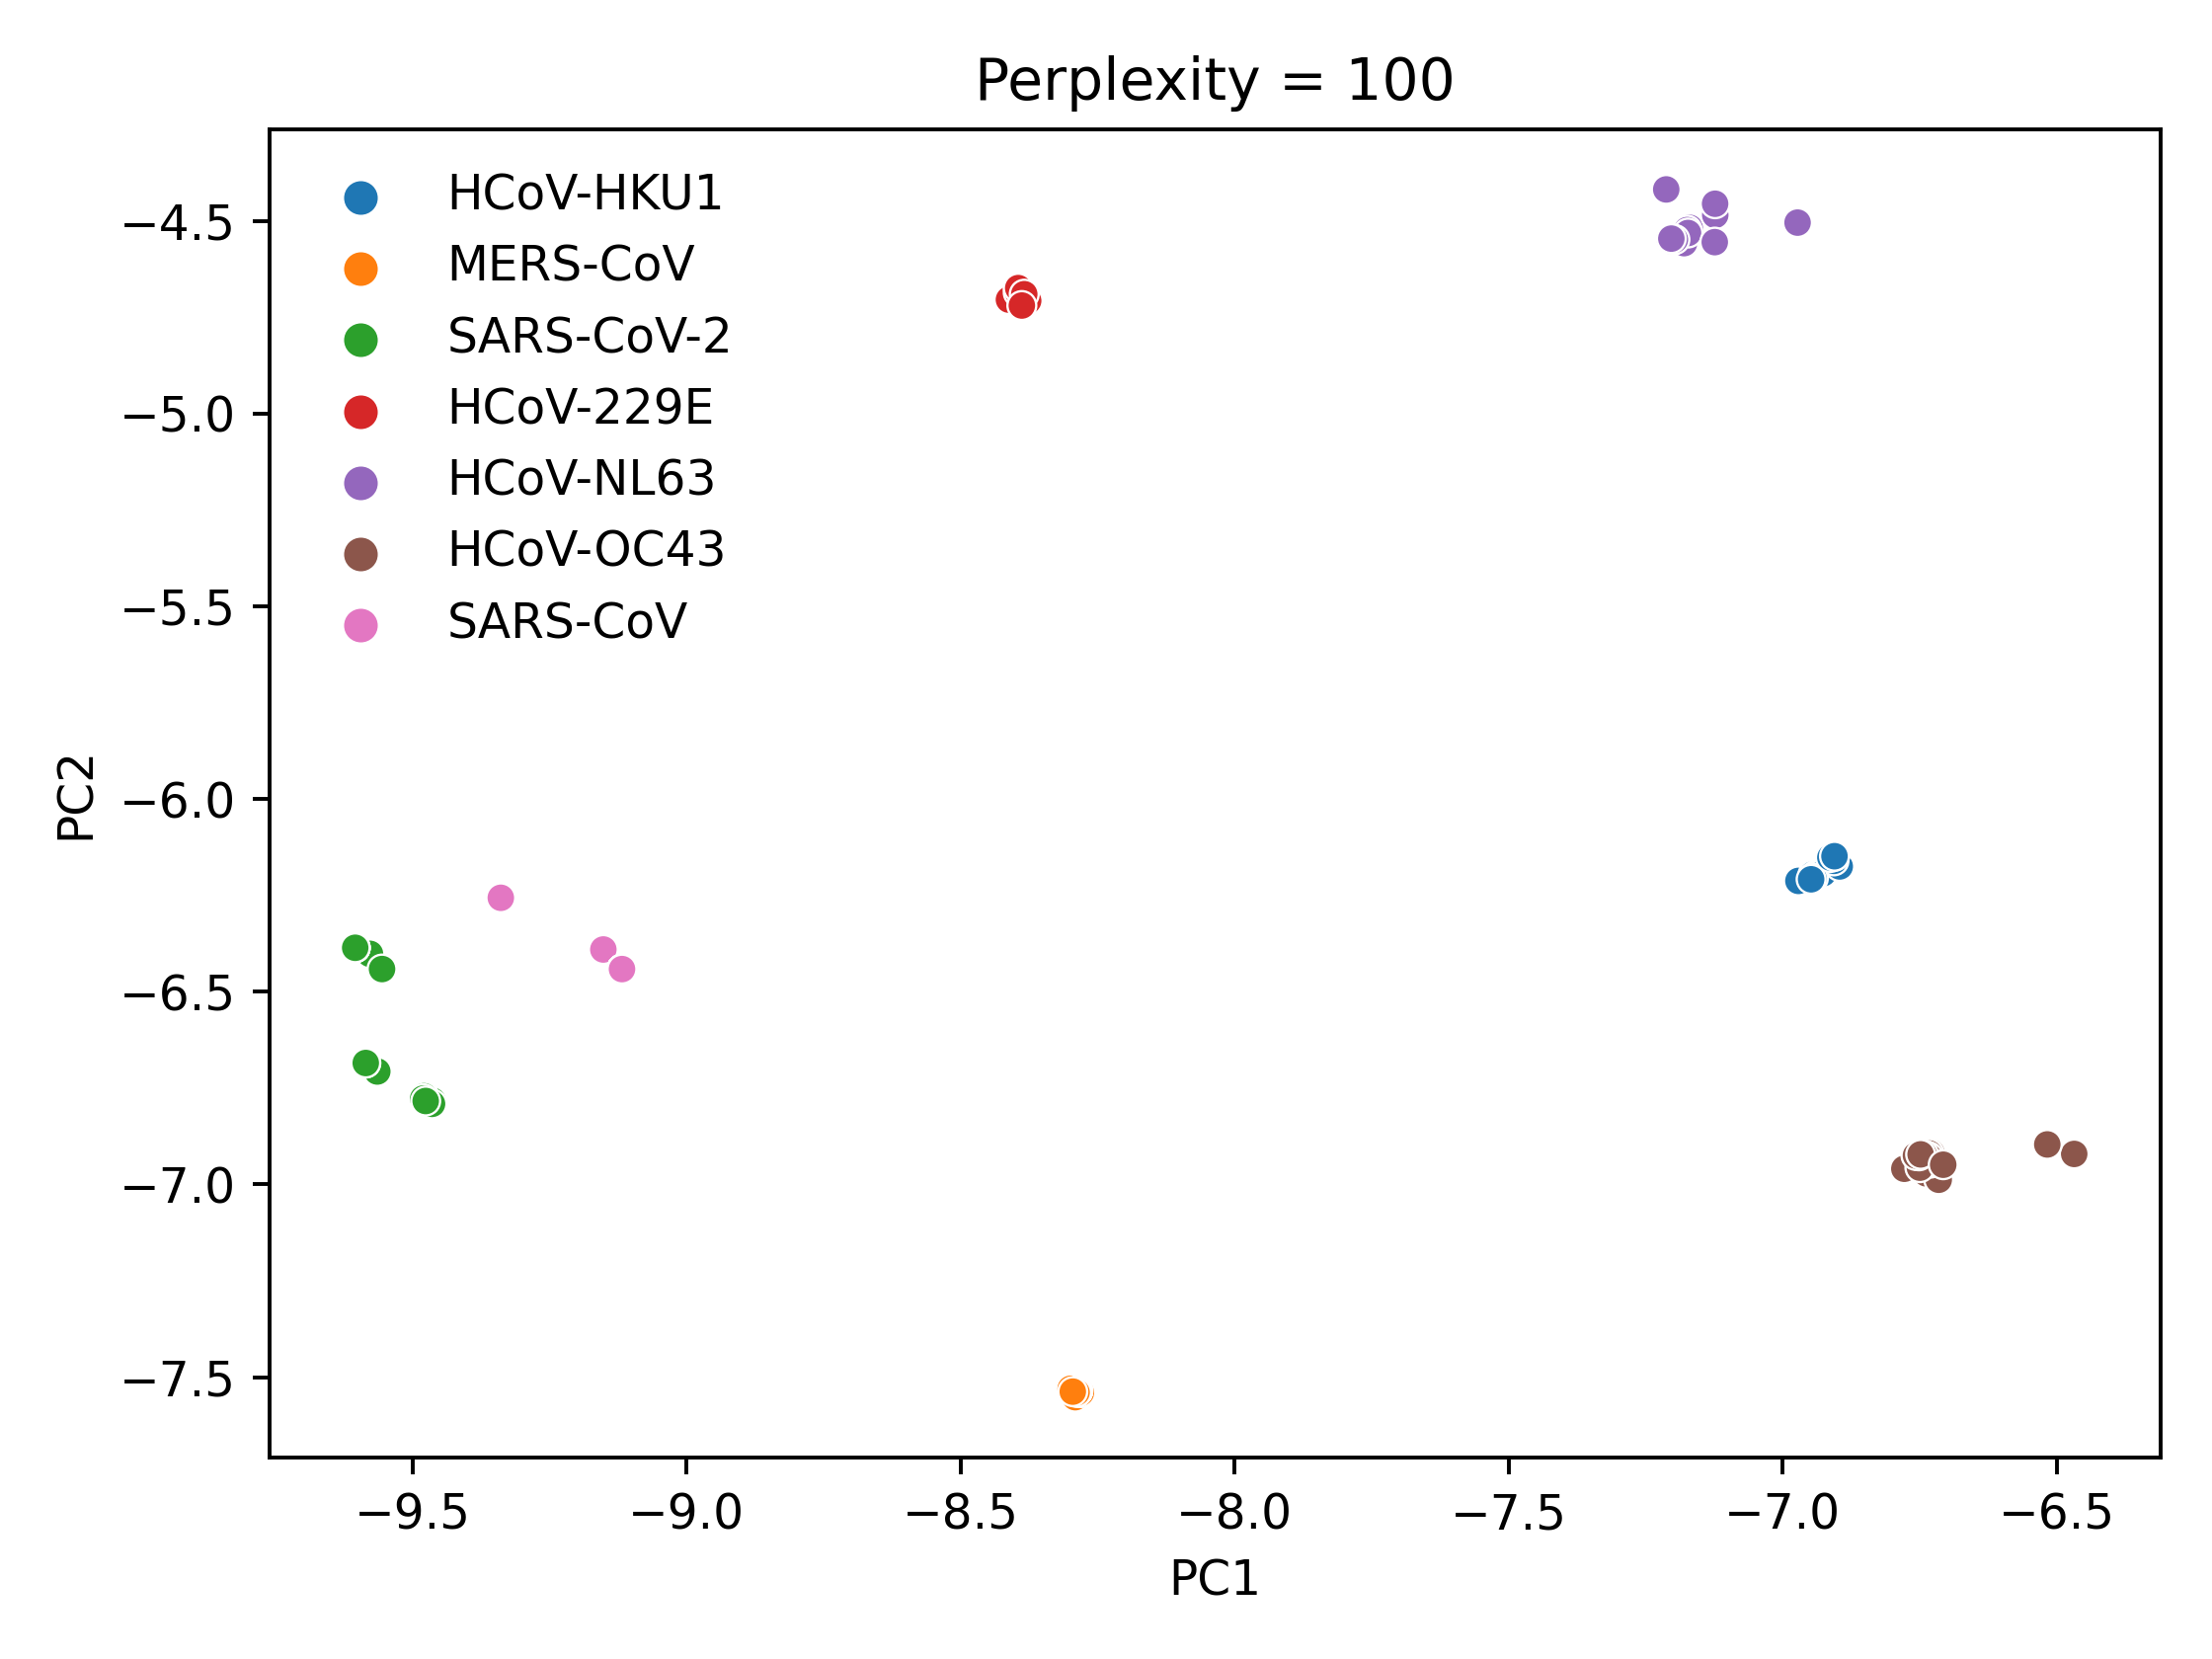 Perplexity = 100
HCoV-HKU1
MERS-CoV
SARS-CoV-2
HCoV-229E
HCoV-NL63
HCoV-OC43
SARS-CoV
−4.5
−5.0
−5.5
−6.0
−6.5
−7.0
−7.5
PC2
−9.5 −9.0 −8.5 −8.0 −7.5 −7.0 −6.5
PC1